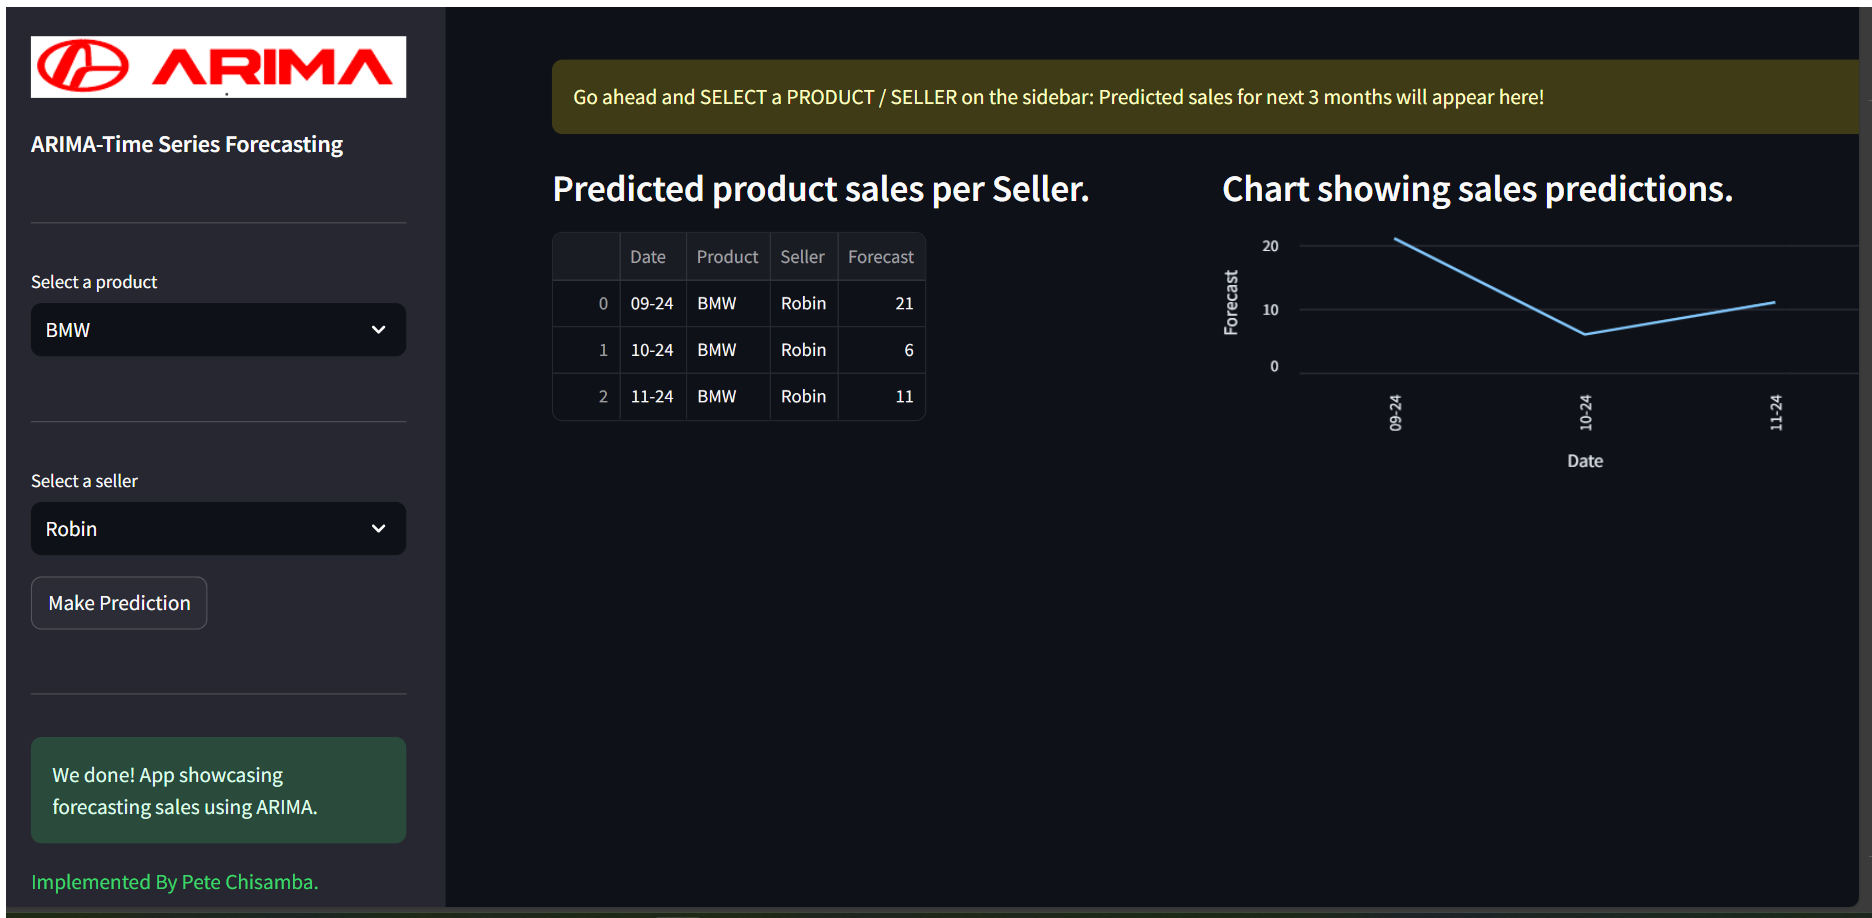 ARIMA
ARIMA-Time Series Forecasting
Select a product
BMW
Select a seller
Robin
Make Prediction
We done! App showcasing
forecasting sales using ARIMA.
Implemented By Pete Chisamba.
Go ahead and SELECT a PRODUCT / SELLER on the sidebar: Predicted sales for next 3 months will appear here!
Predicted product sales per Seller.
Date Product Seller Forecast
0 09-24 BMW Robin 21
1 10-24 BMW Robin 6
2 11-24 BMW Robin 11
Chart showing sales predictions.
Forecast
20
10
0
09-24 10-24 11-24
Date